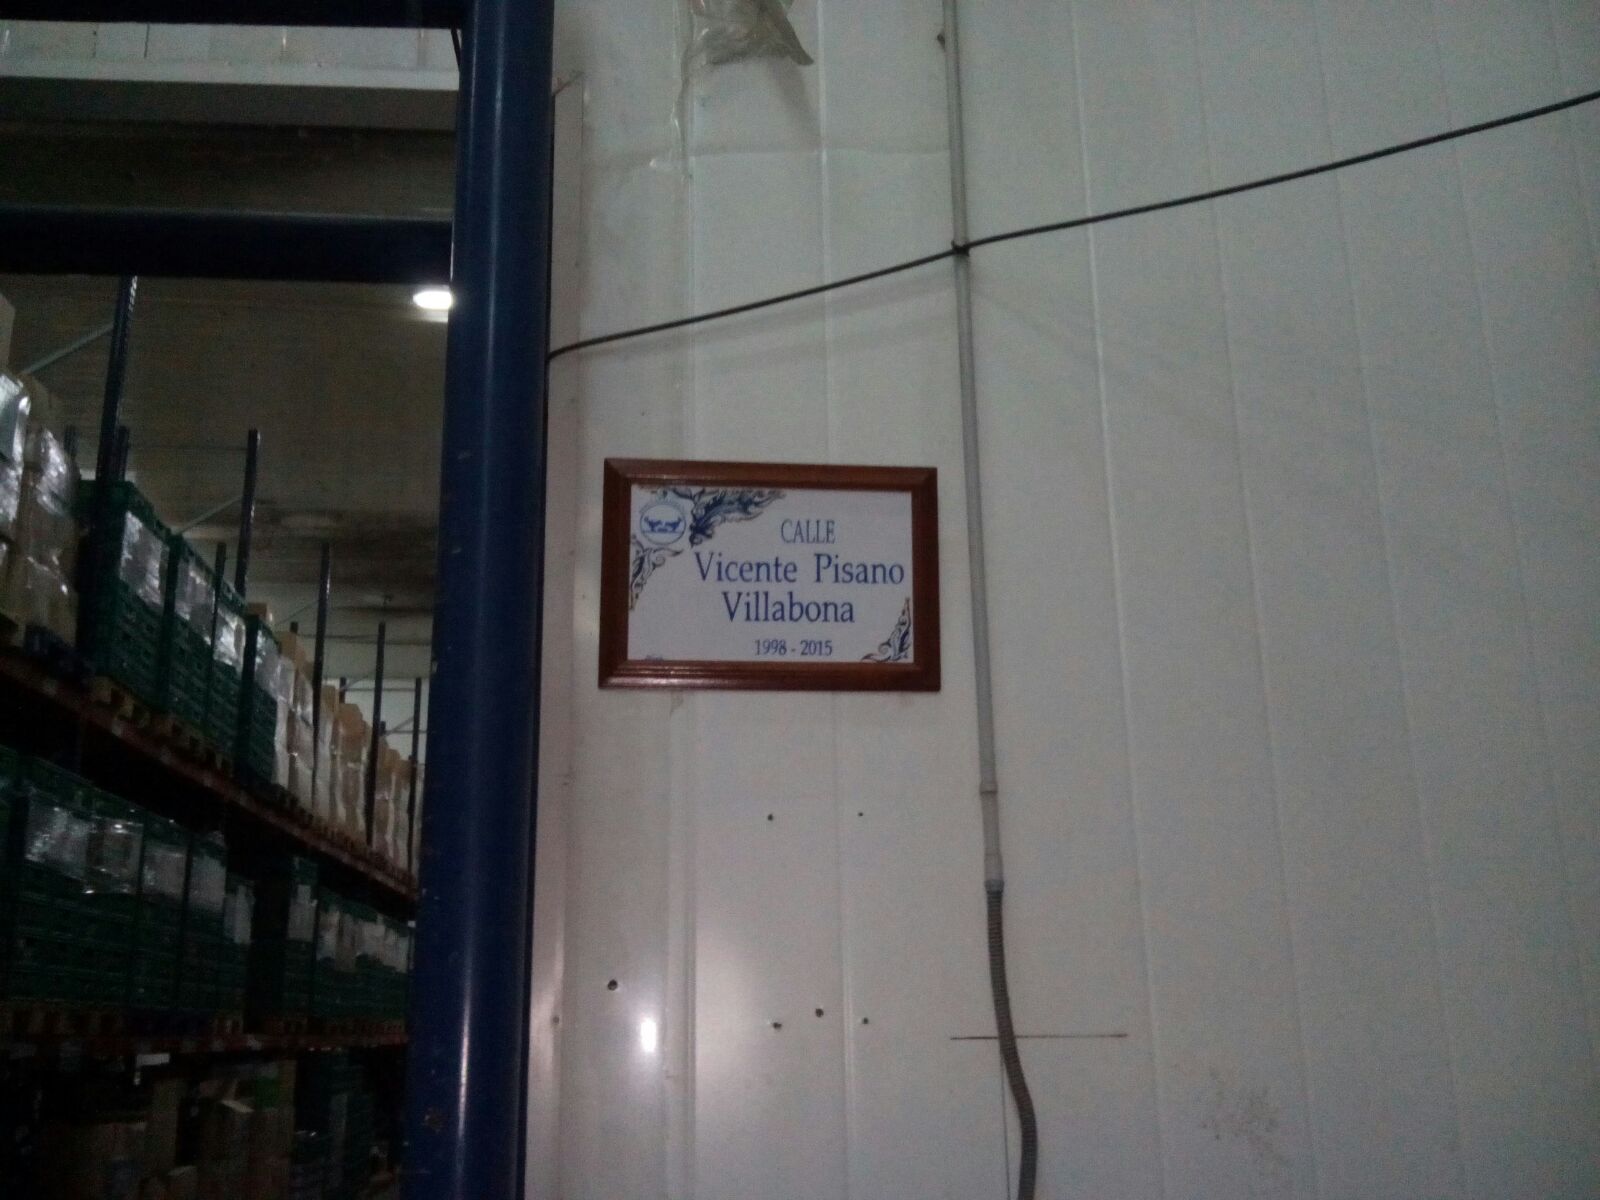 CALLE
Vicente Pisano
Villabona
1998 - 2015